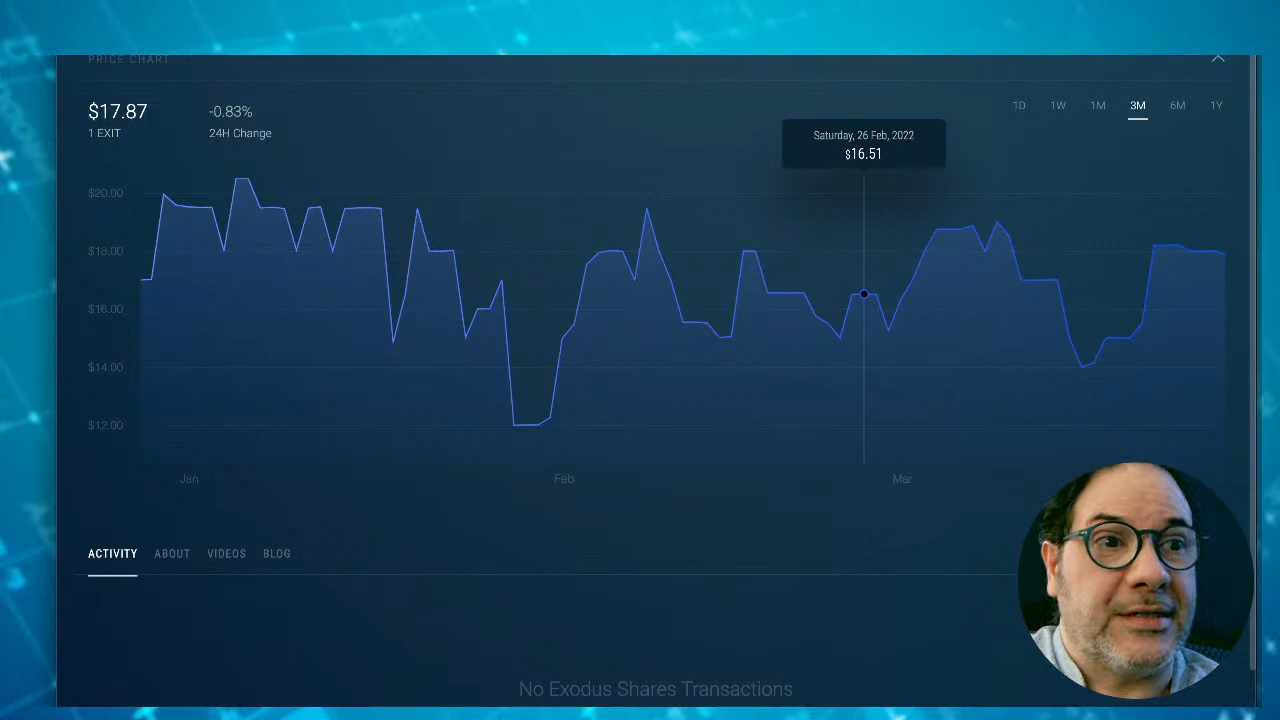 PRICE CHART
$17.87
-0.83%
1D 1W 1M 3M 6M 1Y
1 EXIT
24H Change
Saturday, 26 Feb, 2022
$16.51
$20.00
$18.00
$16.00
$14.00
$12.00
Jan Feb Mar
ACTIVITY ABOUT VIDEOS BLOG
No Exodus Shares Transactions